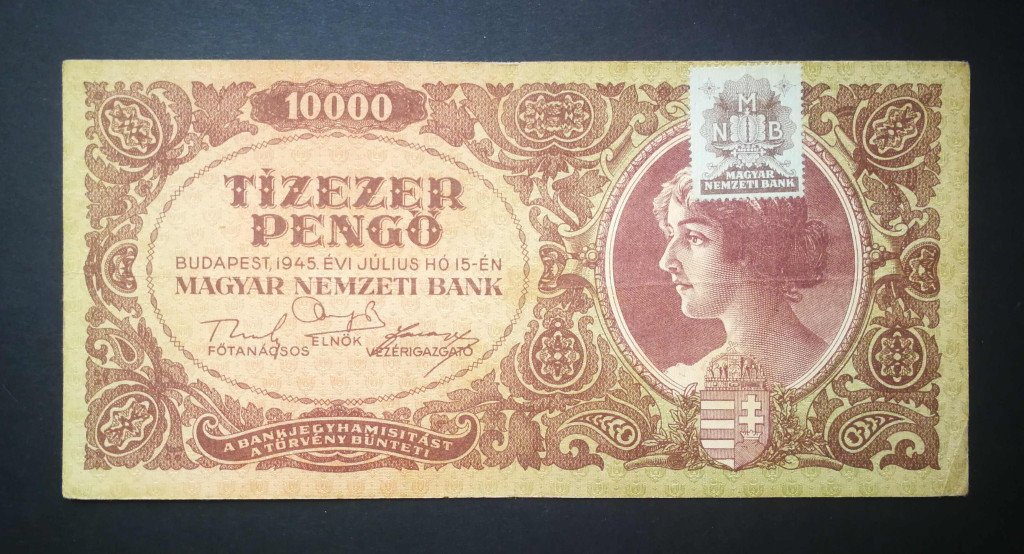 10000
TÍZEZER
PENGŐ
BUDAPEST, 1945. ÉVI JÚLIUS HÓ 15-ÉN
MAGYAR NEMZETI BANK
FŐTANÁCSOS
ELNÖK
VEZÉRIGAZGATÓ
A BANKJEGYHAMISITÁST
A TÖRVÉNY BÜNTETI
M
N B
MAGYAR
NEMZETI BANK